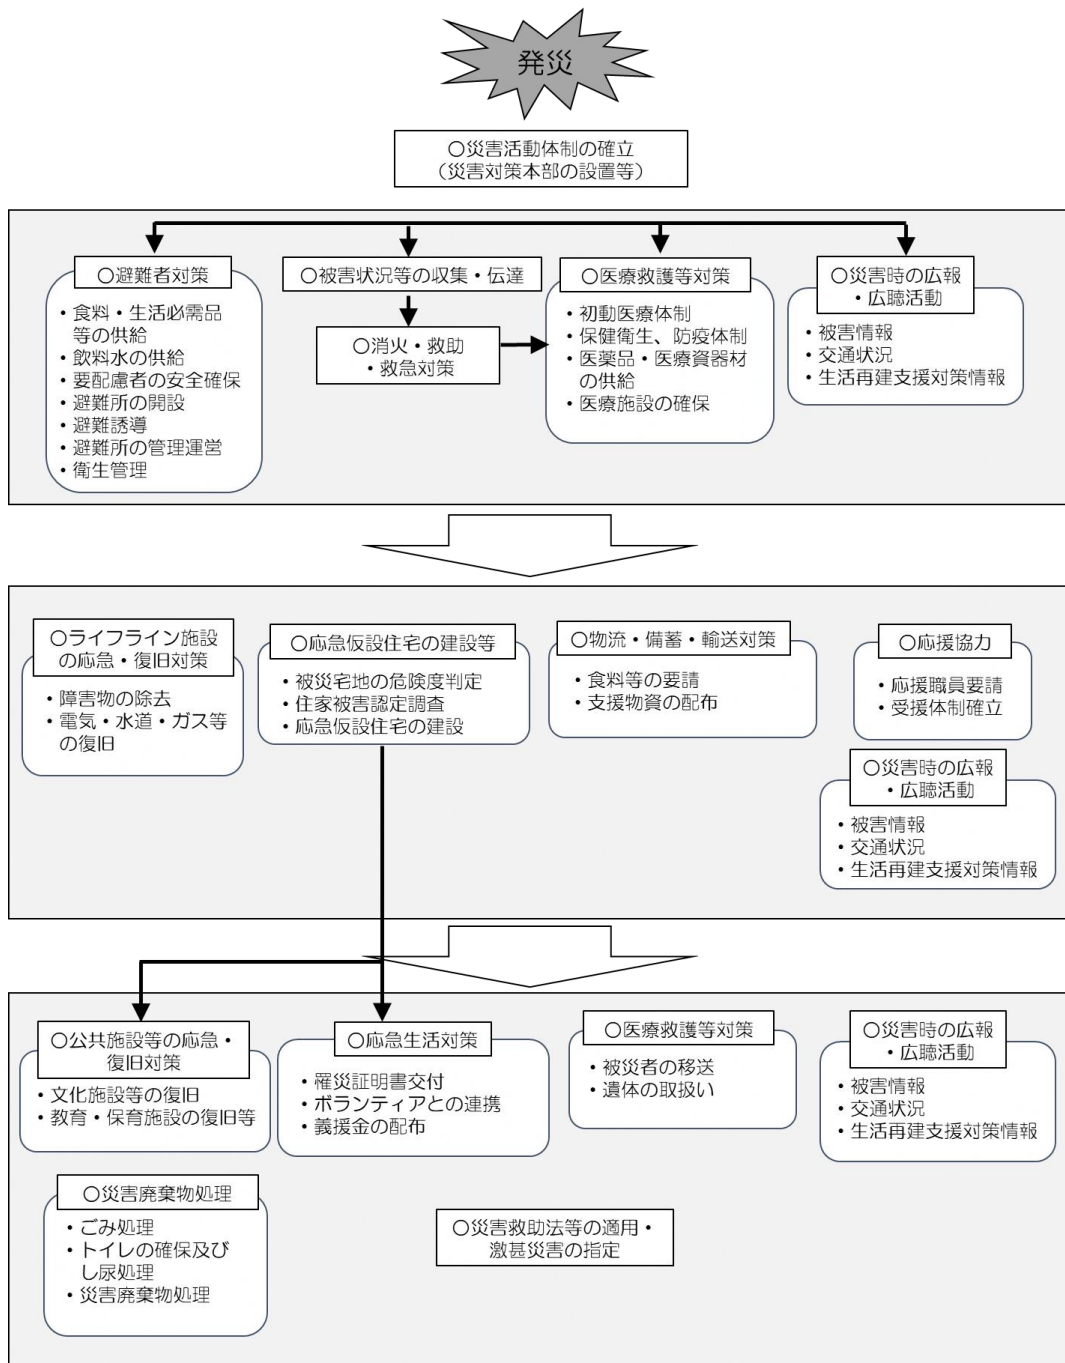 発災
〇災害活動体制の確立
（災害対策本部の設置等）
〇避難者対策
・食料・生活必需品
等の供給
・飲料水の供給
・要配慮者の安全確保
・避難所の開設
・避難誘導
・避難所の管理運営
・衛生管理
〇被害状況等の収集・伝達
〇消火・救助
・救急対策
〇医療救護等対策
・初動医療体制
・保健衛生、防疫体制
・医薬品・医療資器材
の供給
・医療施設の確保
〇災害時の広報
・広聴活動
・被害情報
・交通状況
・生活再建支援対策情報
〇ライフライン施設
の応急・復旧対策
・障害物の除去
・電気・水道・ガス等
の復旧
〇応急仮設住宅の建設等
・被災宅地の危険度判定
・住家被害認定調査
・応急仮設住宅の建設
〇物流・備蓄・輸送対策
・食料等の要請
・支援物資の配布
〇応援協力
・応援職員要請
・受援体制確立
〇災害時の広報
・広聴活動
・被害情報
・交通状況
・生活再建支援対策情報
〇公共施設等の応急・
復旧対策
・文化施設等の復旧
・教育・保育施設の復旧等
〇応急生活対策
・罹災証明書交付
・ボランティアとの連携
・義援金の配布
〇医療救護等対策
・被災者の移送
・遺体の取扱い
〇災害時の広報
・広聴活動
・被害情報
・交通状況
・生活再建支援対策情報
〇災害廃棄物処理
・ごみ処理
・トイレの確保及び
し尿処理
・災害廃棄物処理
〇災害救助法等の適用・
激甚災害の指定